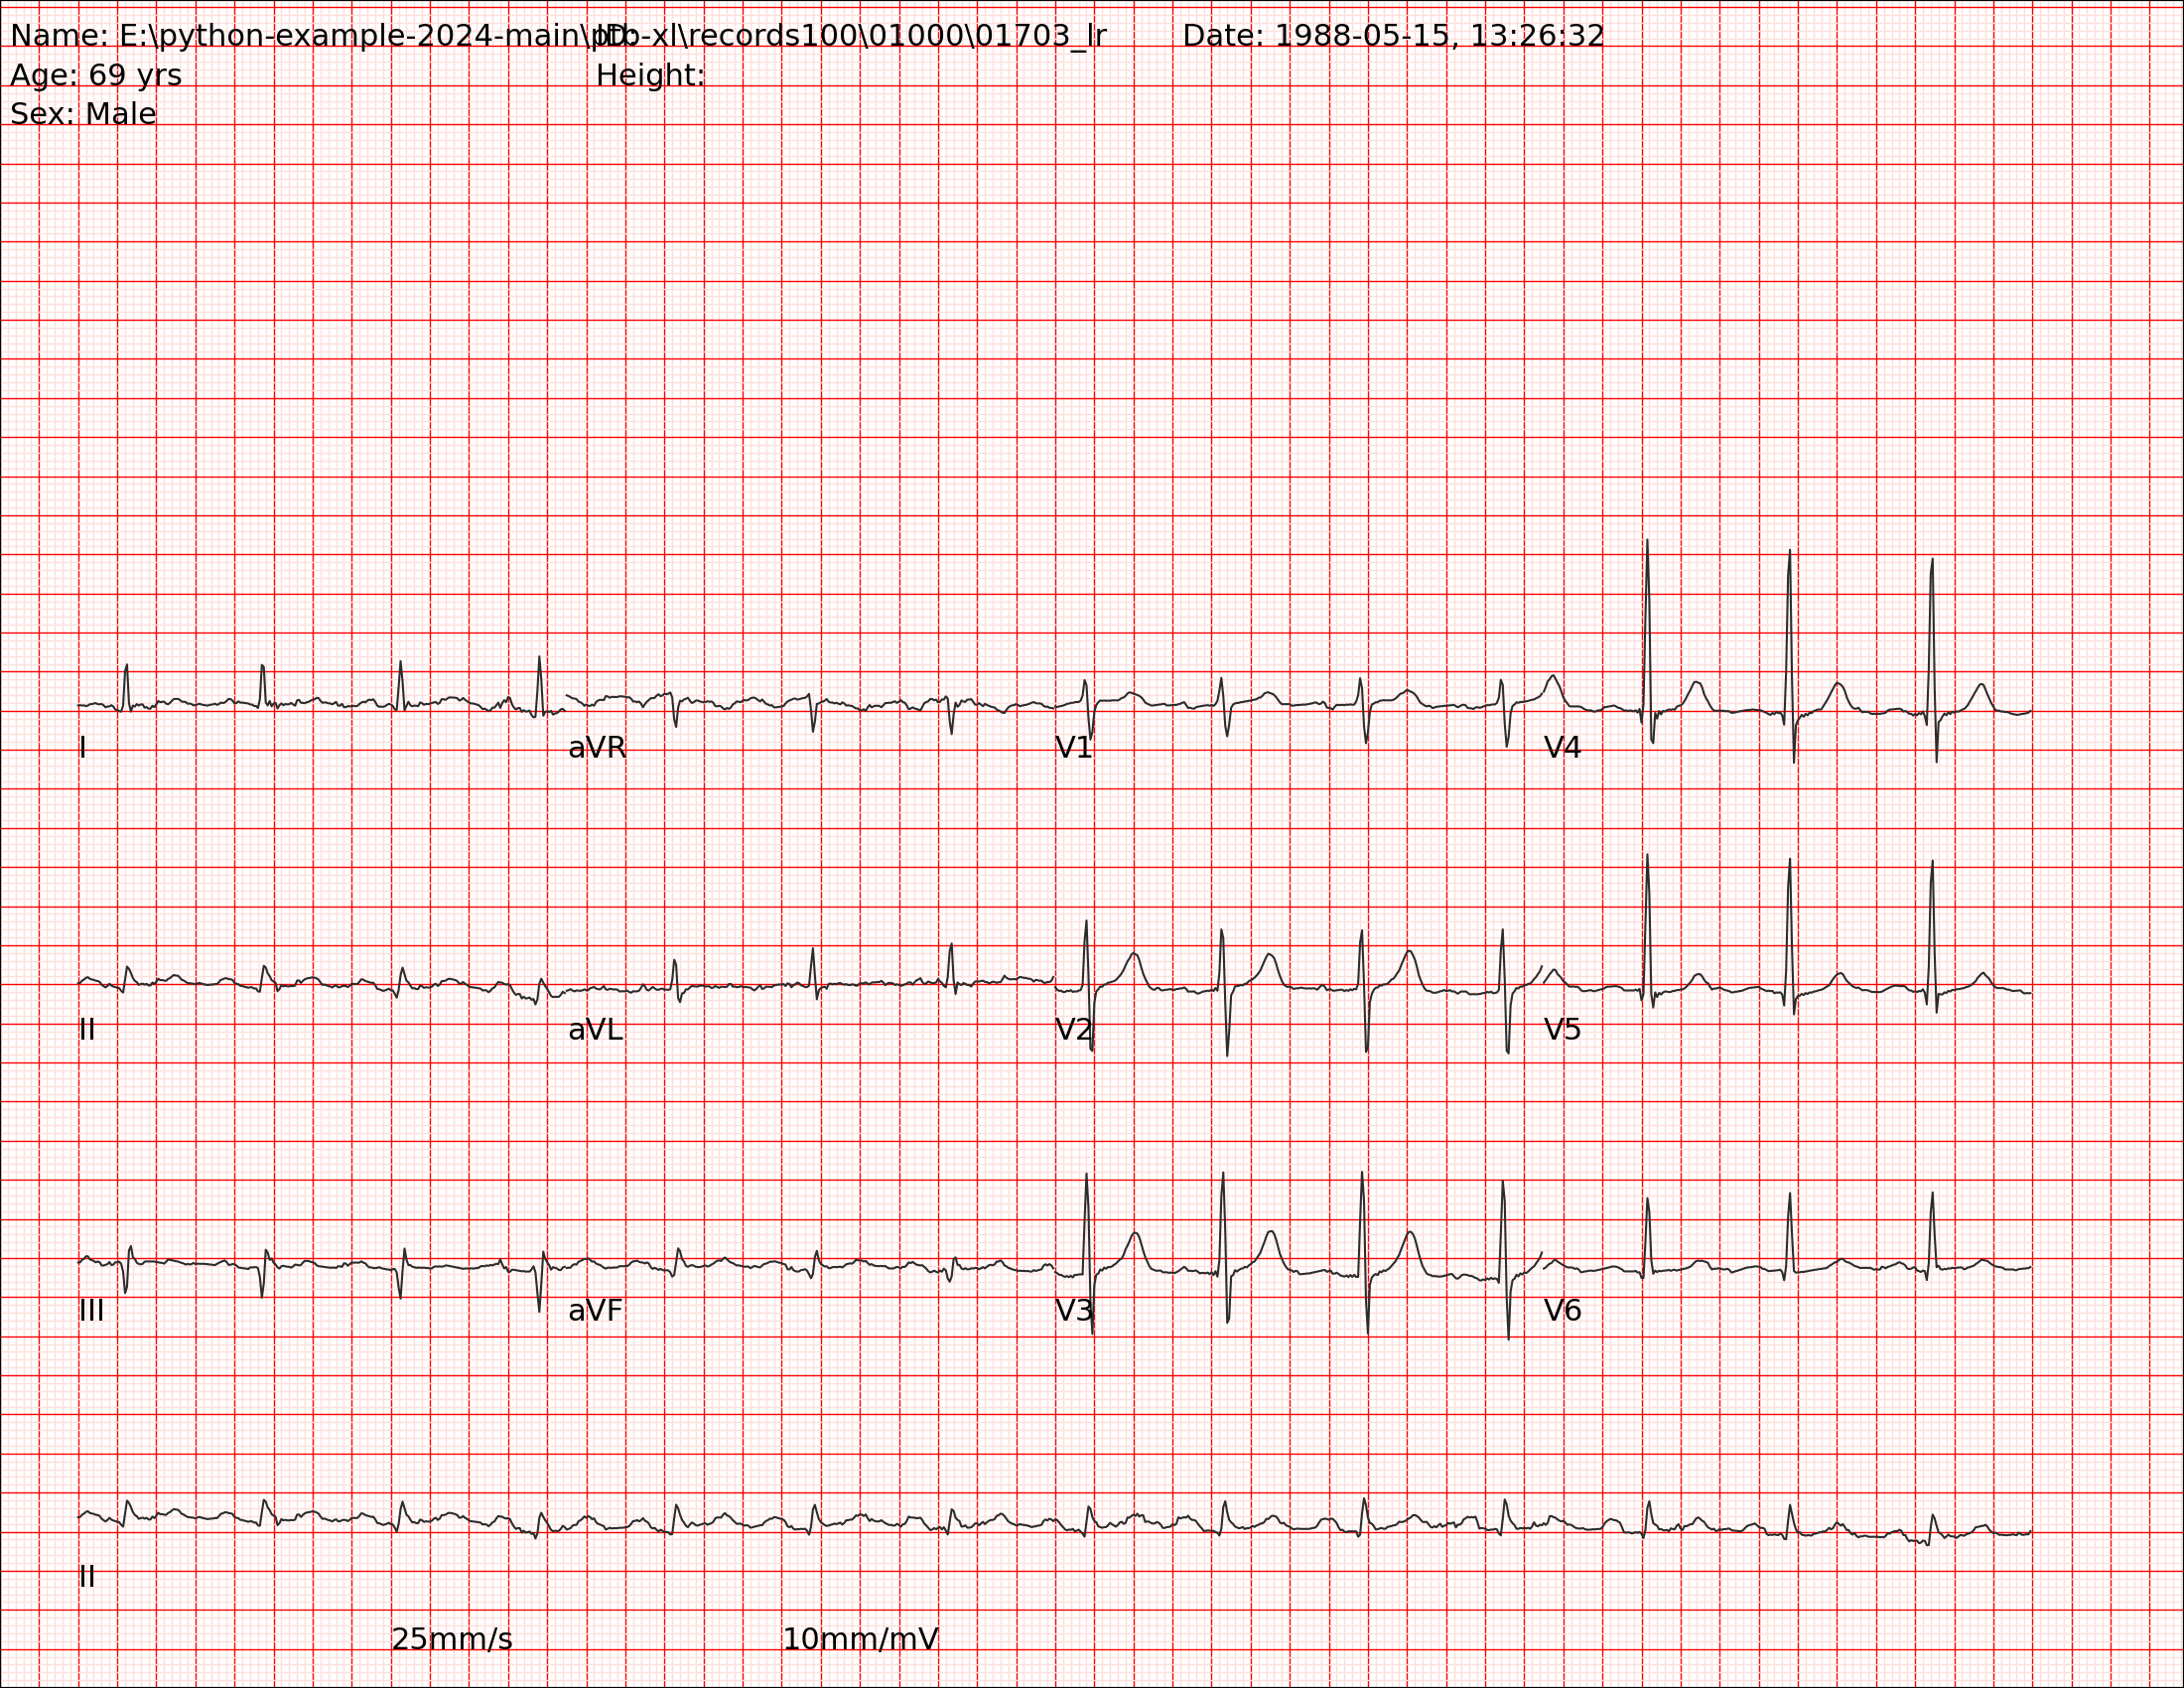 Name: E:\python-example-2024-main\ptb-xl\records100\01000\01703_lr ID: Date: 1988-05-15, 13:26:32
Age: 69 yrs Height:
Sex: Male
I aVR V1 V4
II aVL V2 V5
III aVF V3 V6
II
25mm/s 10mm/mV